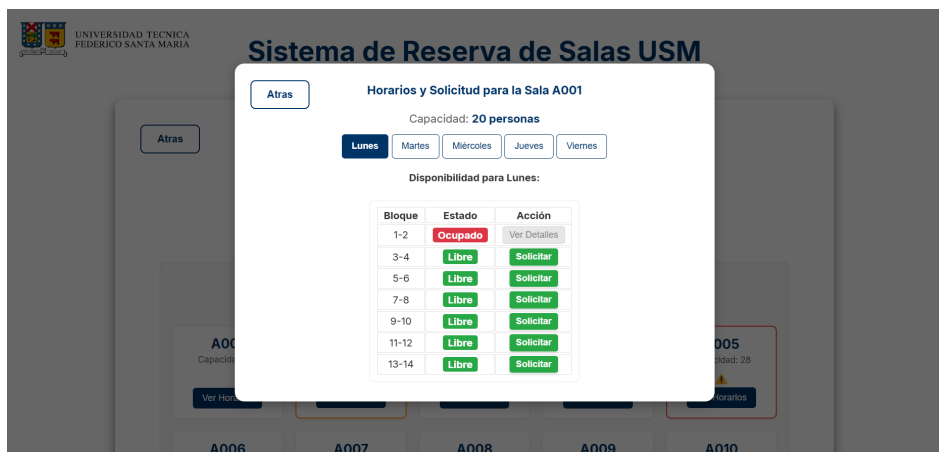 UNIVERSIDAD TECNICA
FEDERICO SANTA MARIA
Sistema de Reserva de Salas USM
Atras
Atras
Horarios y Solicitud para la Sala A001
Capacidad: 20 personas
Lunes Martes Miércoles Jueves Viernes
Disponibilidad para Lunes:
Bloque Estado Acción
1-2 Ocupado Ver Detalles
3-4 Libre Solicitar
5-6 Libre Solicitar
7-8 Libre Solicitar
9-10 Libre Solicitar
11-12 Libre Solicitar
13-14 Libre Solicitar
A00 005
Capacida cidad: 28
Ver Hora Horarios
A006 A007 A008 A009 A010